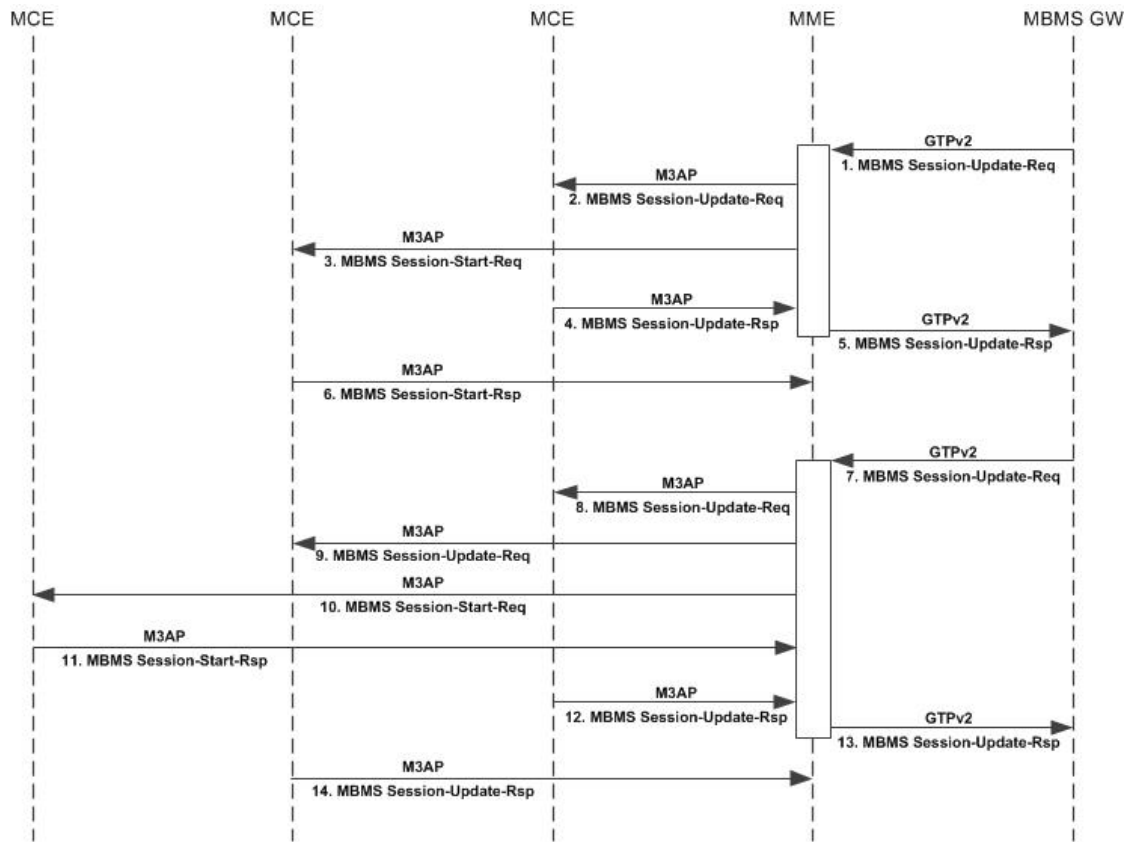 MCE MCE MCE MME MBMS GW
GTPv2
1. MBMS Session-Update-Req
M3AP
2. MBMS Session-Update-Req
M3AP
3. MBMS Session-Start-Req
M3AP
4. MBMS Session-Update-Rsp
GTPv2
5. MBMS Session-Update-Rsp
M3AP
6. MBMS Session-Start-Rsp
GTPv2
7. MBMS Session-Update-Req
M3AP
8. MBMS Session-Update-Req
M3AP
9. MBMS Session-Update-Req
M3AP
10. MBMS Session-Start-Req
M3AP
11. MBMS Session-Start-Rsp
M3AP
12. MBMS Session-Update-Rsp
GTPv2
13. MBMS Session-Update-Rsp
M3AP
14. MBMS Session-Update-Rsp